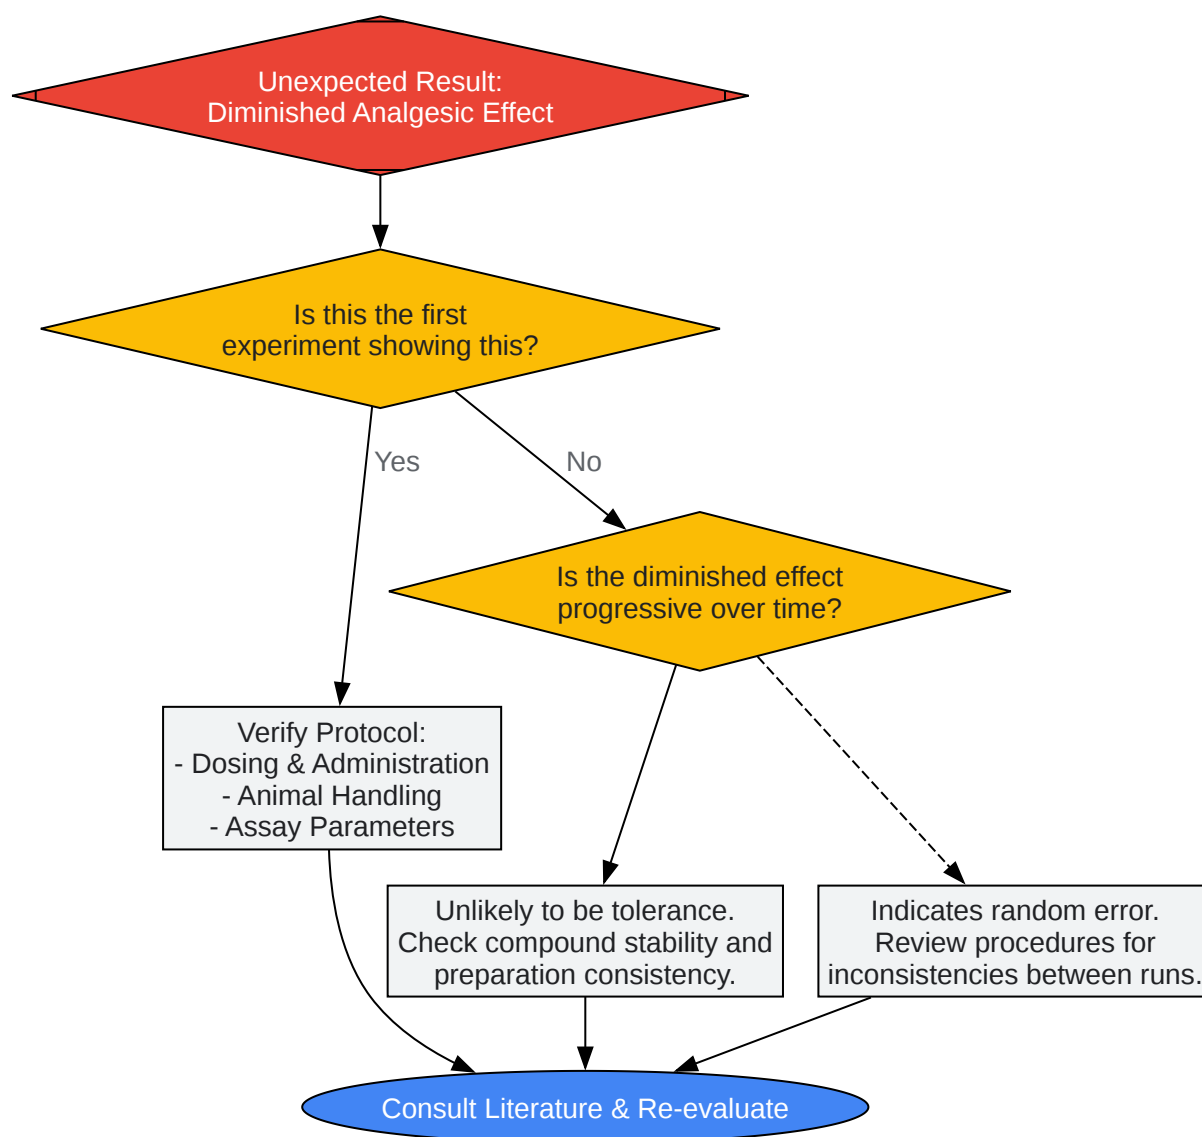 Unexpected Result:
Diminished Analgesic Effect
Is this the first
experiment showing this?
Yes
No
Is the diminished effect
progressive over time?
Verify Protocol:
- Dosing & Administration
- Animal Handling
- Assay Parameters
Unlikely to be tolerance.
Check compound stability and
preparation consistency.
Indicates random error.
Review procedures for
inconsistencies between runs.
Consult Literature & Re-evaluate